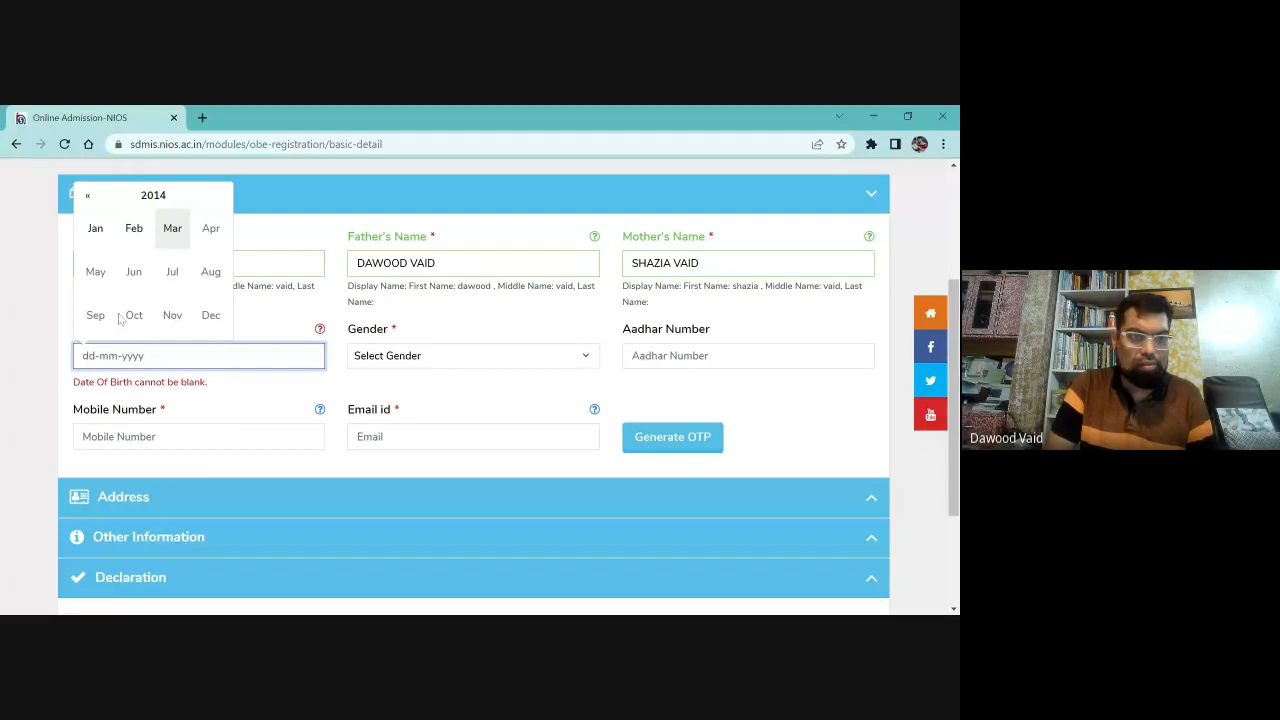 Online Admission-NIOS
sdmis.nios.ac.in/modules/obe-registration/basic-detail
« 2014
Jan Feb Mar Apr
May Jun Jul Aug
Sep Oct Nov Dec
Father's Name * Mother's Name *
DAWOOD VAID SHAZIA VAID
dle Name: vaid, Last Display Name: First Name: dawood , Middle Name: vaid, Last Display Name: First Name: shazia , Middle Name: vaid, Last
Name: Name:
Gender * Aadhar Number
dd-mm-yyyy Select Gender Aadhar Number
Date Of Birth cannot be blank.
Mobile Number * Email id *
Mobile Number Email Generate OTP
Address
Other Information
Declaration
You Tube
Dawood Vaid